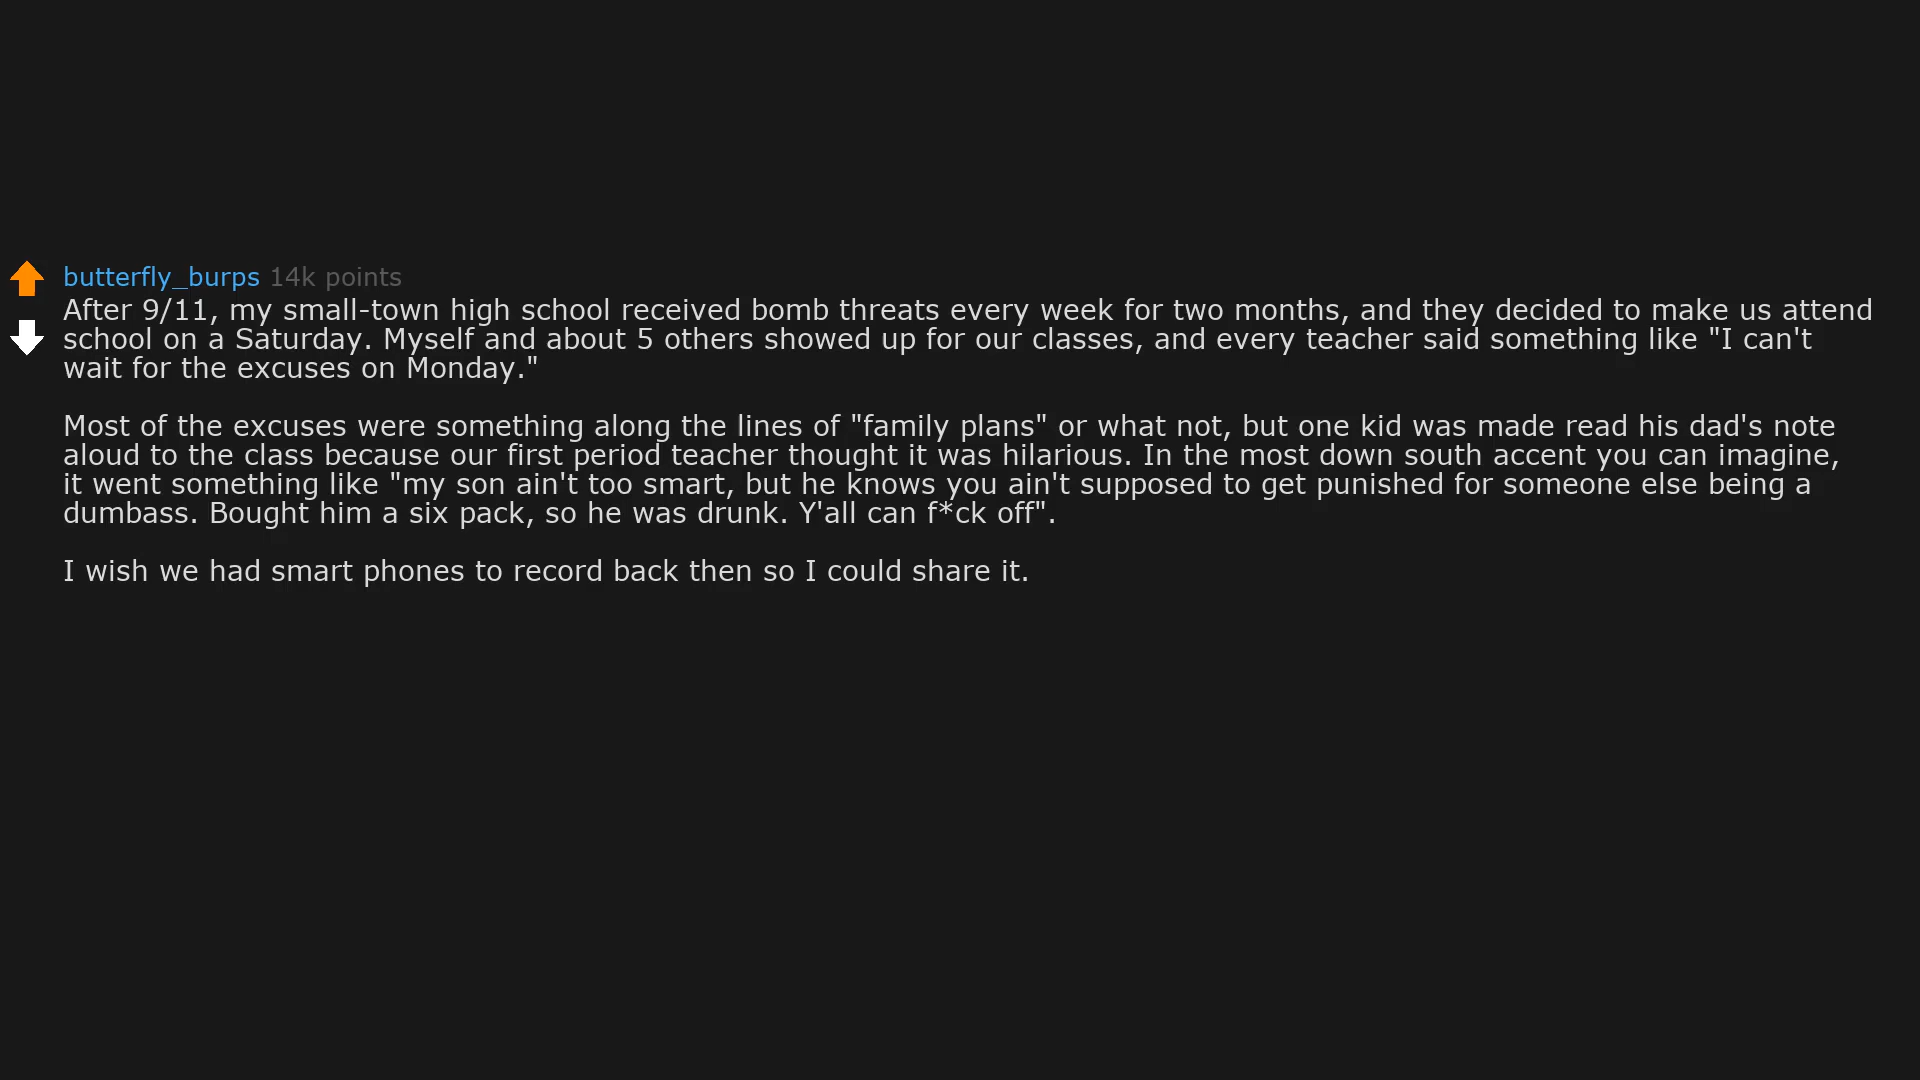 butterfly_burps 14k points
After 9/11, my small-town high school received bomb threats every week for two months, and they decided to make us attend
school on a Saturday. Myself and about 5 others showed up for our classes, and every teacher said something like "I can't
wait for the excuses on Monday."
Most of the excuses were something along the lines of "family plans" or what not, but one kid was made read his dad's note
aloud to the class because our first period teacher thought it was hilarious. In the most down south accent you can imagine,
it went something like "my son ain't too smart, but he knows you ain't supposed to get punished for someone else being a
dumbass. Bought him a six pack, so he was drunk. Y'all can f*ck off".
I wish we had smart phones to record back then so I could share it.